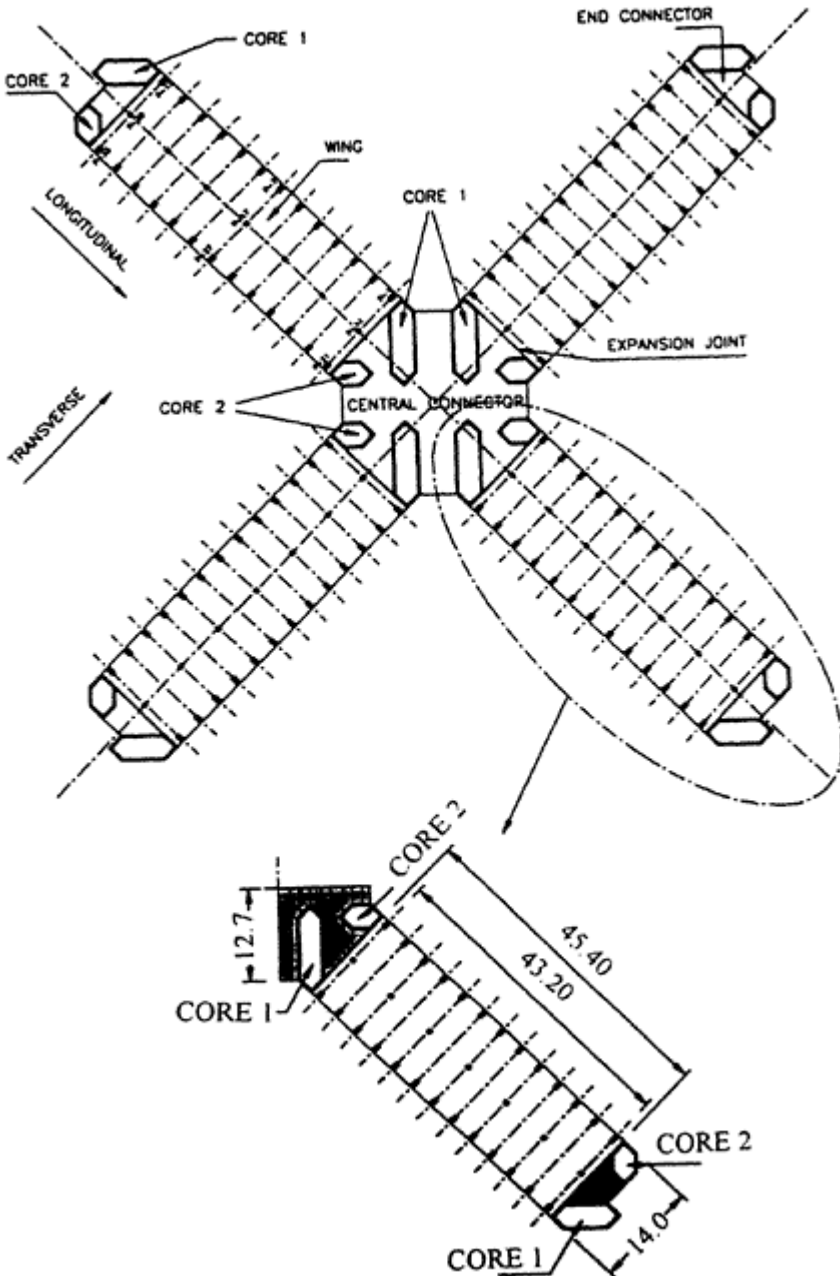 END CONNECTOR
CORE 1
CORE 2
WING
LONGITUDINAL
CORE 1
EXPANSION JOINT
TRANSVERSE
CORE 2
CENTRAL CONNECTOR
CORE 2
12.7
45.40
43.20
CORE 1
CORE 2
14.0
CORE 1